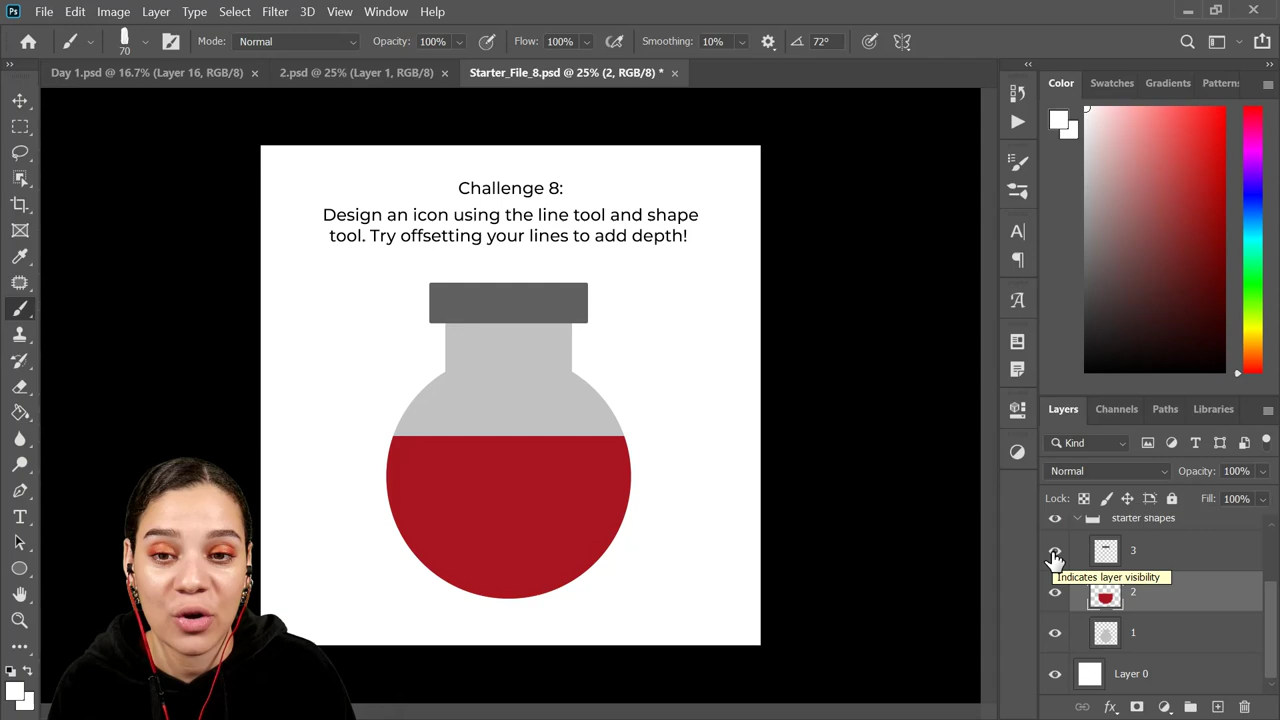 Ps File Edit Image Layer Type Select Filter 3D View Window Help
70 Mode: Normal Opacity: 100% Flow: 100% Smoothing: 10% 72°
Day 1.psd @ 16.7% (Layer 16, RGB/8) × 2.psd @ 25% (Layer 1, RGB/8) × Starter_File_8.psd @ 25% (2, RGB/8) * ×
Color Swatches Gradients Patterns
Challenge 8:
Design an icon using the line tool and shape
tool. Try offsetting your lines to add depth!
Layers Channels Paths Libraries
Kind
Normal Opacity: 100%
Lock: Fill: 100%
starter shapes
3
Indicates layer visibility
2
1
Layer 0